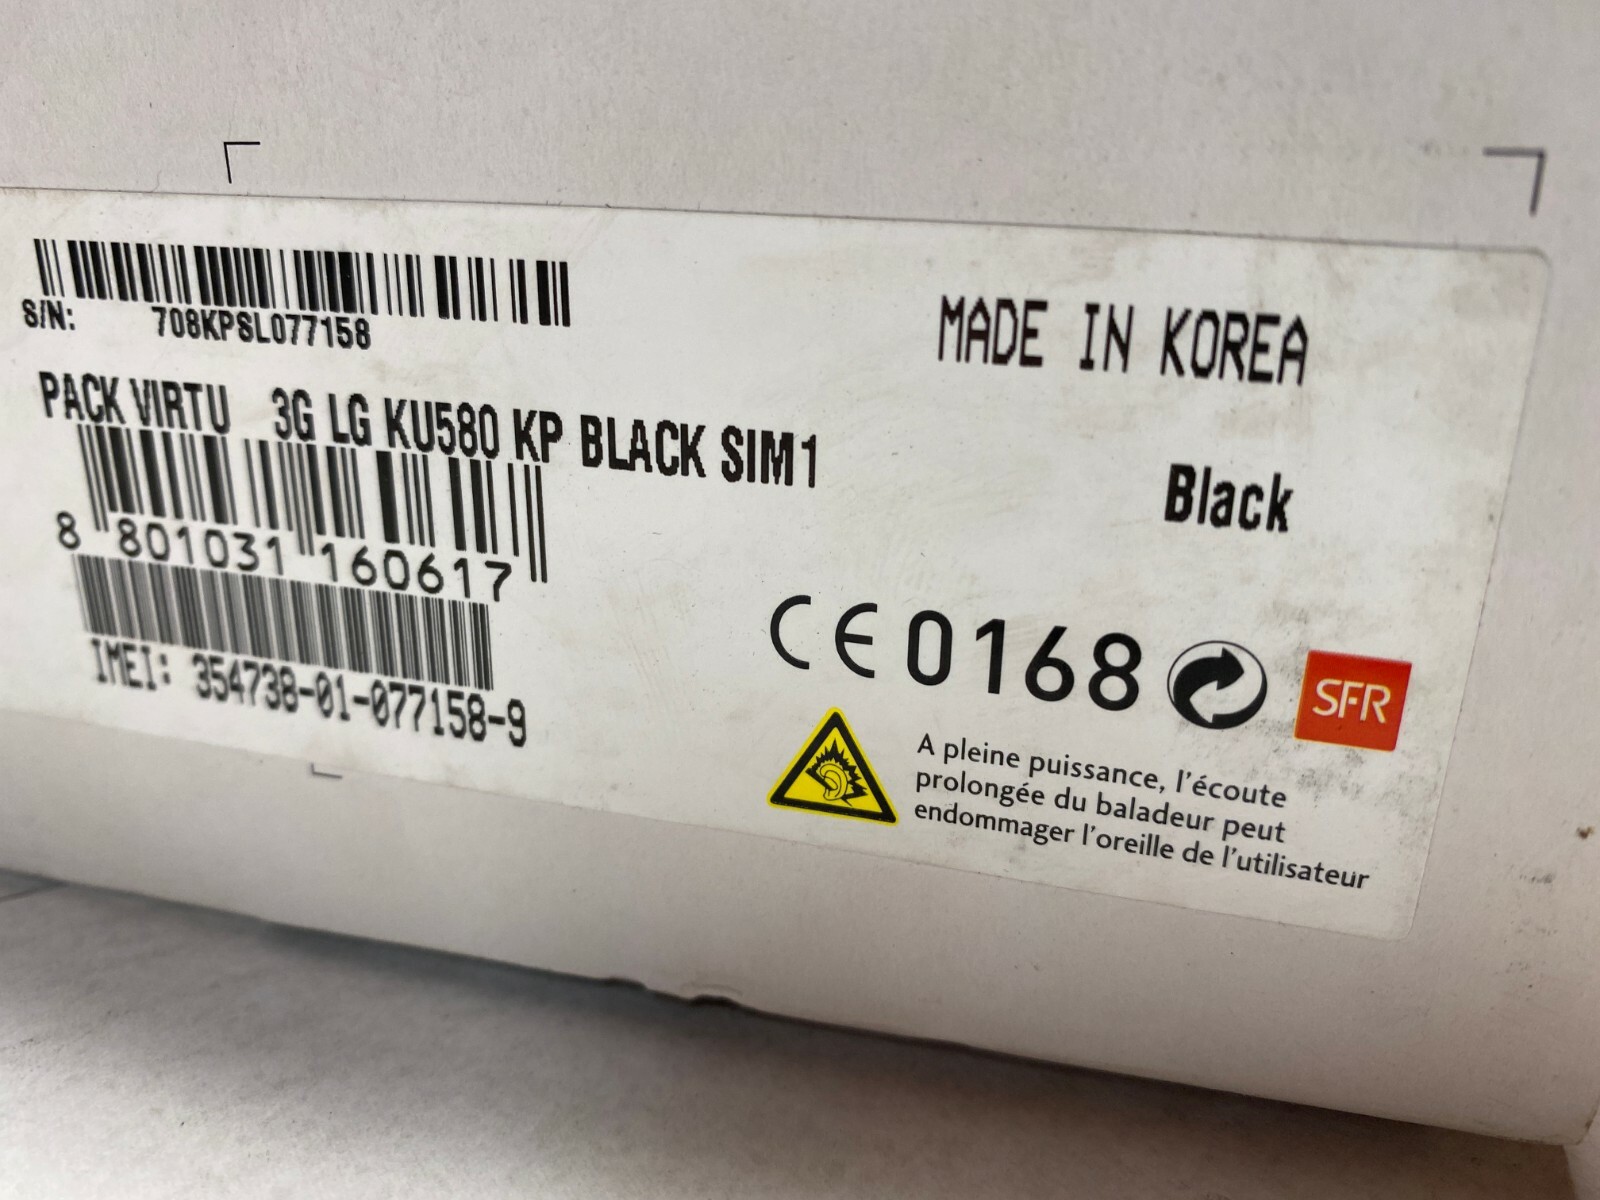 S/N: 708KPSL077158
PACK VIRTU 3G LG KU580 KP BLACK SIM1
8 801031 160617
IMEI: 354738-01-077158-9
MADE IN KOREA
Black
CE 0168
SFR
A pleine puissance, l'écoute
prolongée du baladeur peut
endommager l'oreille de l'utilisateur